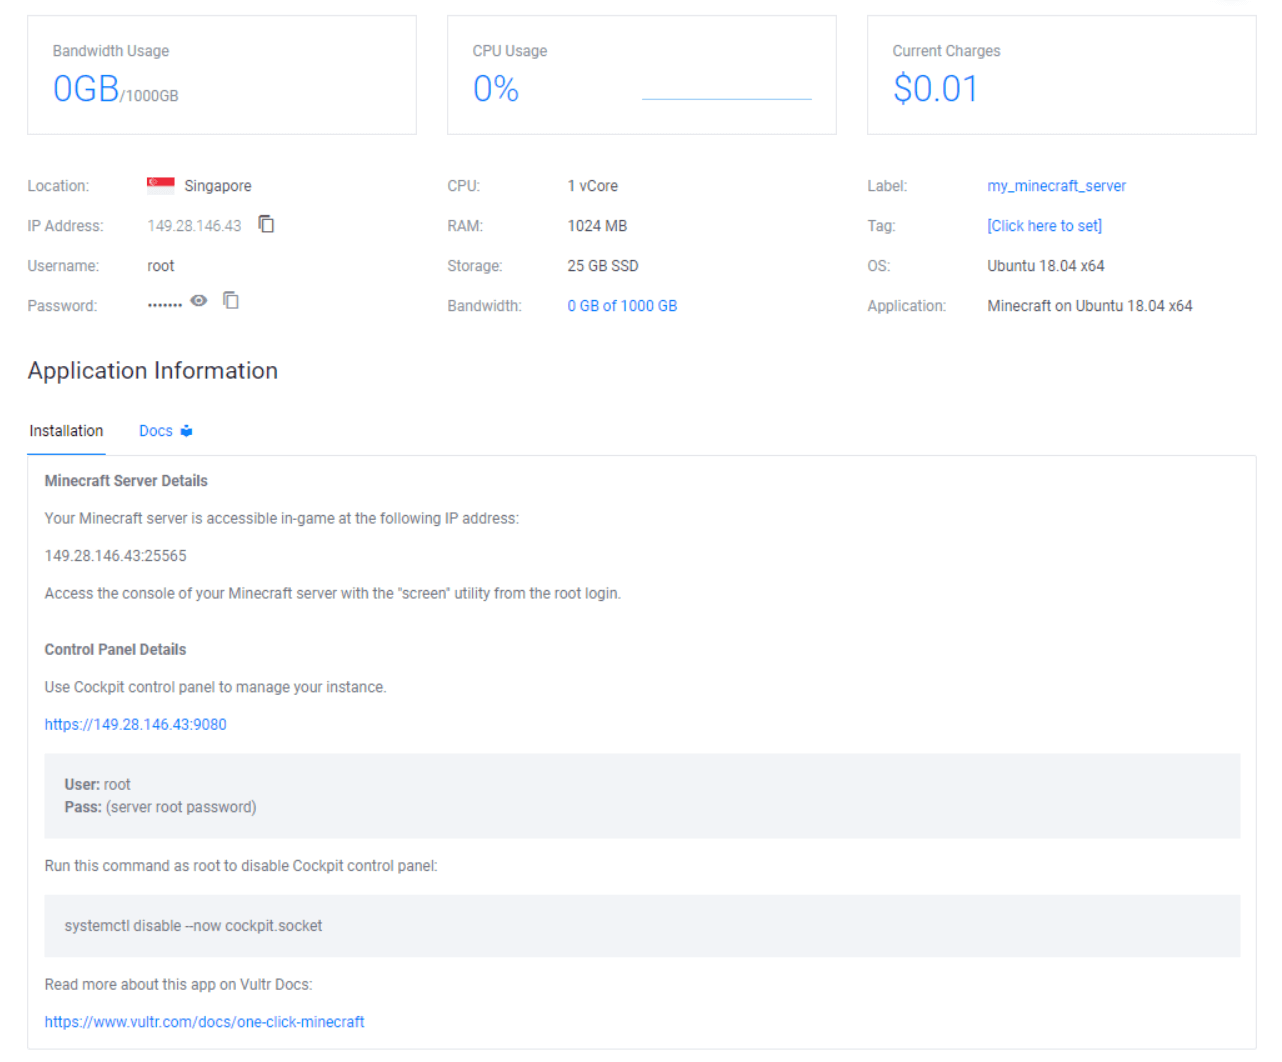 Bandwidth Usage
0GB/1000GB
CPU Usage
0%
Current Charges
$0.01
Location: Singapore
IP Address: 149.28.146.43
Username: root
Password: •••••••
CPU: 1 vCore
RAM: 1024 MB
Storage: 25 GB SSD
Bandwidth: 0 GB of 1000 GB
Label: my_minecraft_server
Tag: [Click here to set]
OS: Ubuntu 18.04 x64
Application: Minecraft on Ubuntu 18.04 x64
Application Information
Installation Docs
Minecraft Server Details
Your Minecraft server is accessible in-game at the following IP address:
149.28.146.43:25565
Access the console of your Minecraft server with the "screen" utility from the root login.
Control Panel Details
Use Cockpit control panel to manage your instance.
https://149.28.146.43:9080
User: root
Pass: (server root password)
Run this command as root to disable Cockpit control panel:
systemctl disable --now cockpit.socket
Read more about this app on Vultr Docs:
https://www.vultr.com/docs/one-click-minecraft